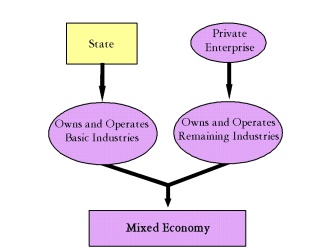 State
Private
Enterprise
Owns and Operates
Basic Industries
Owns and Operates
Remaining Industries
Mixed Economy